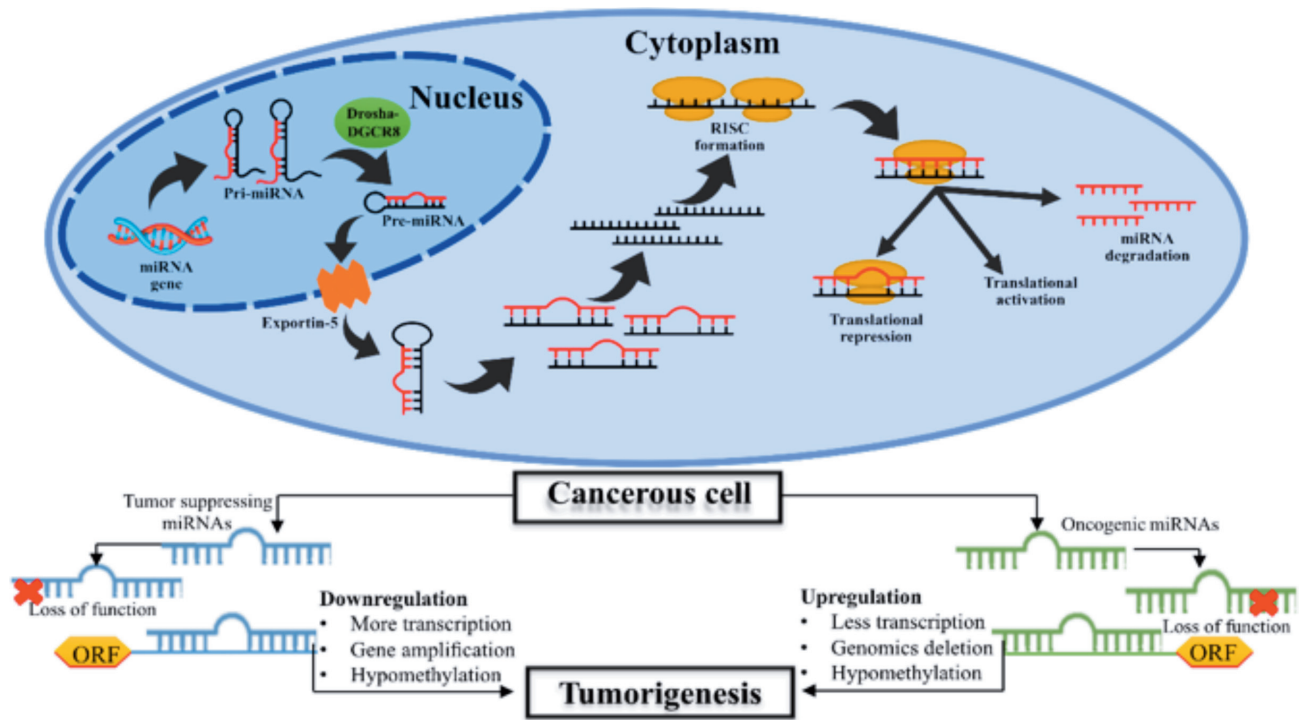 Cytoplasm
Nucleus
Drosha-
DGCR8
Pri-miRNA
Pre-miRNA
miRNA
gene
Exportin-5
RISC
formation
miRNA
degradation
Translational
activation
Translational
repression
Cancerous cell
Tumor suppressing
miRNAs
Loss of function
ORF
Downregulation
• More transcription
• Gene amplification
• Hypomethylation
Oncogenic miRNAs
Loss of function
ORF
Upregulation
• Less transcription
• Genomics deletion
• Hypomethylation
Tumorigenesis